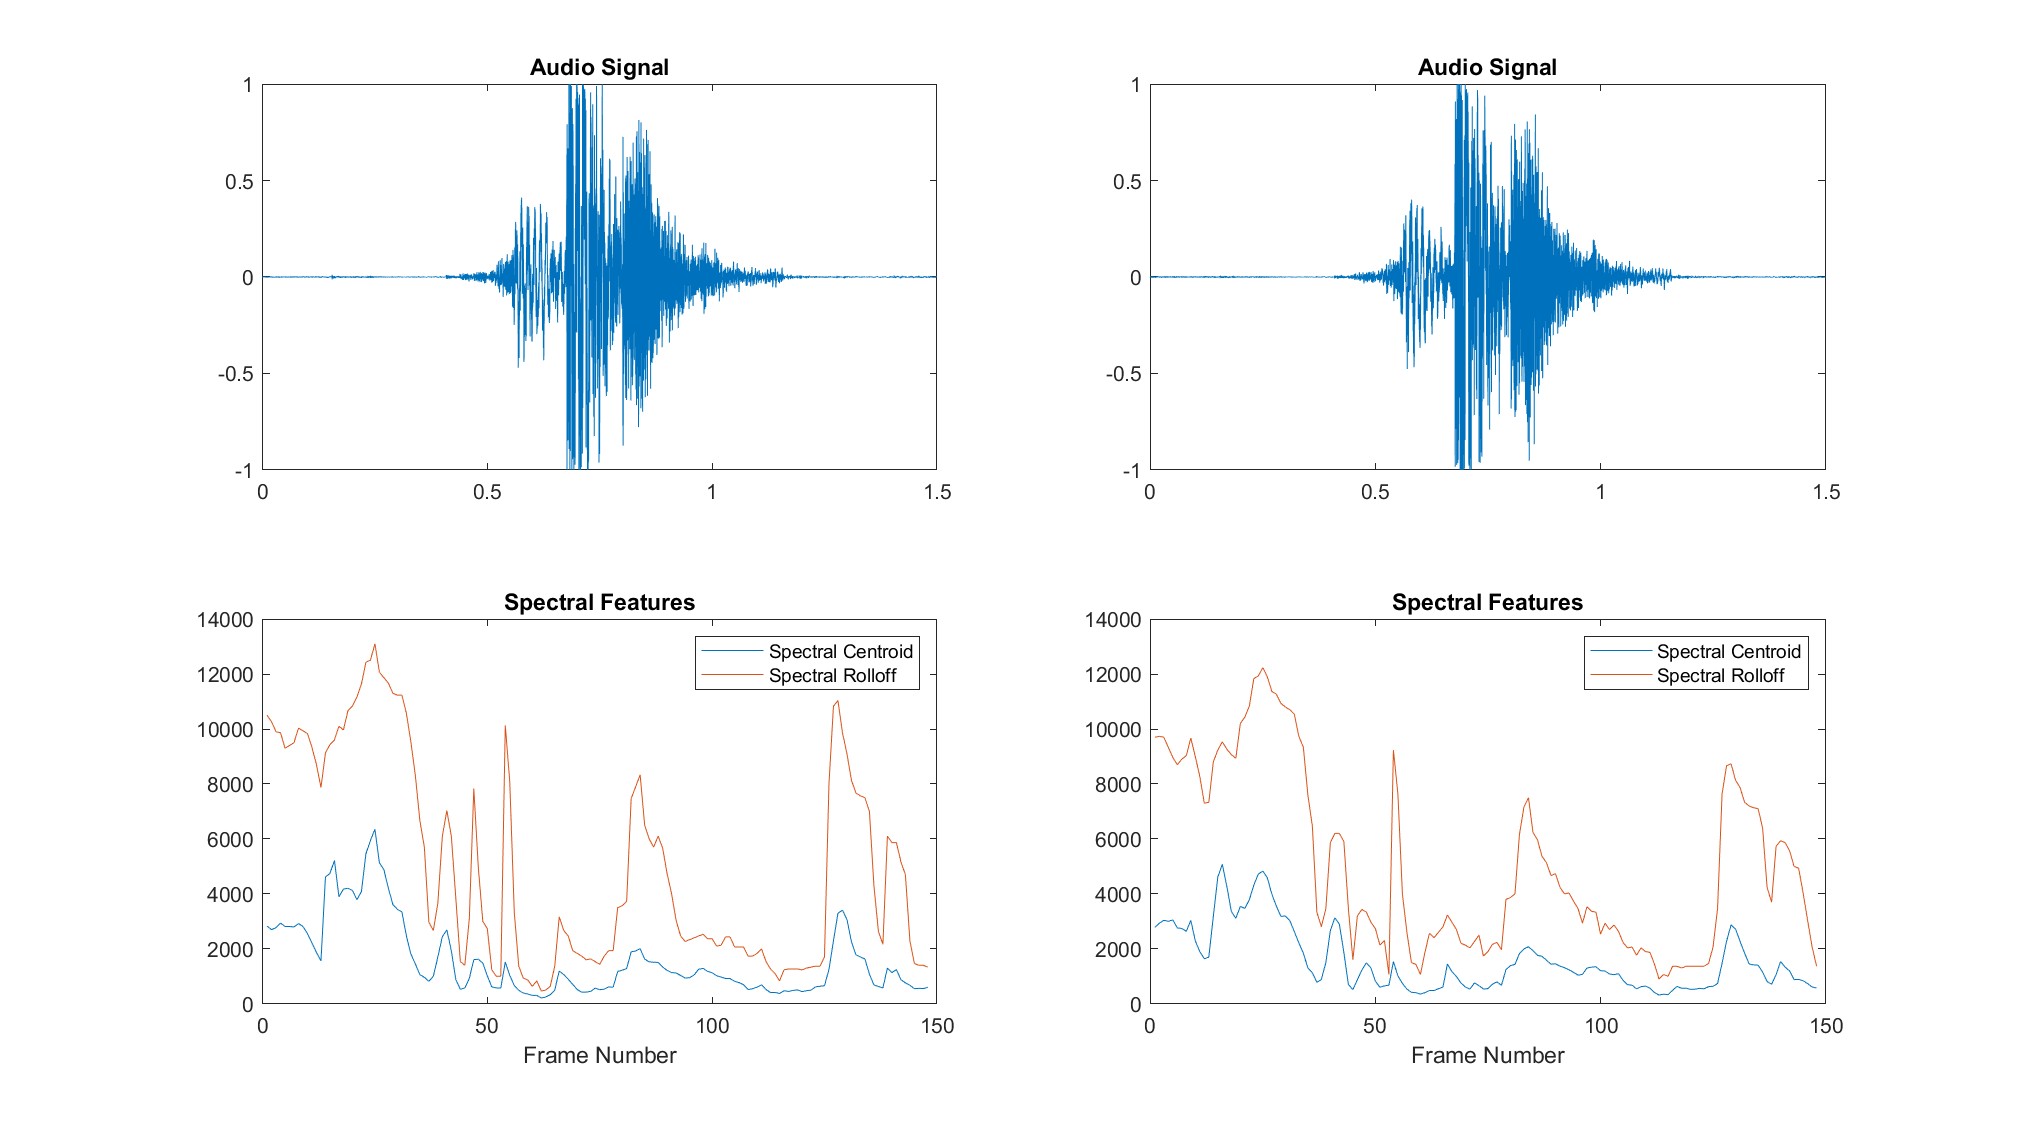 Audio Signal
1
0.5
0
-0.5
-1
0 0.5 1 1.5
Audio Signal
1
0.5
0
-0.5
-1
0 0.5 1 1.5
Spectral Features
14000
12000
10000
8000
6000
4000
2000
0
Spectral Centroid
Spectral Rolloff
0 50 100 150
Frame Number
Spectral Features
14000
12000
10000
8000
6000
4000
2000
0
Spectral Centroid
Spectral Rolloff
0 50 100 150
Frame Number